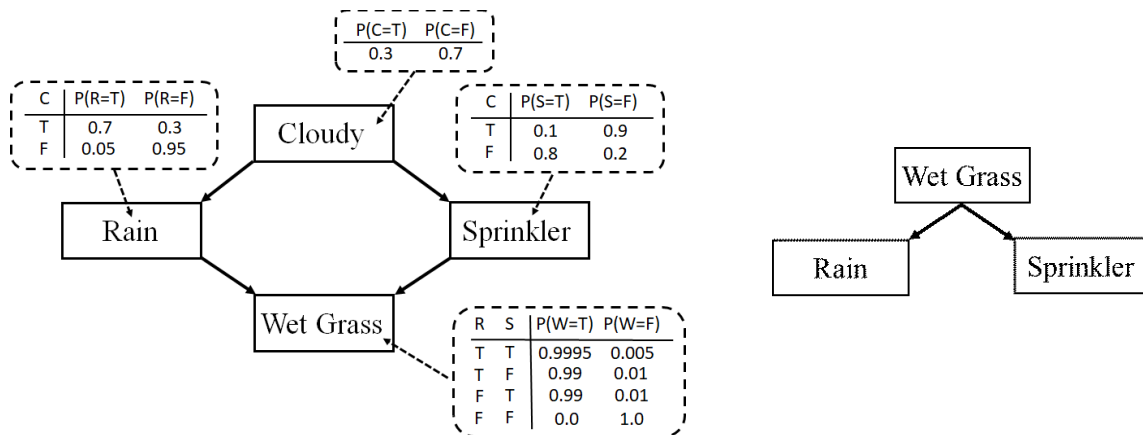 P(C=T) P(C=F)
0.3 0.7
C P(R=T) P(R=F)
T 0.7 0.3
F 0.05 0.95
Cloudy
C P(S=T) P(S=F)
T 0.1 0.9
F 0.8 0.2
Rain
Sprinkler
Wet Grass
R S P(W=T) P(W=F)
T T 0.9995 0.005
T F 0.99 0.01
F T 0.99 0.01
F F 0.0 1.0
Wet Grass
Rain
Sprinkler